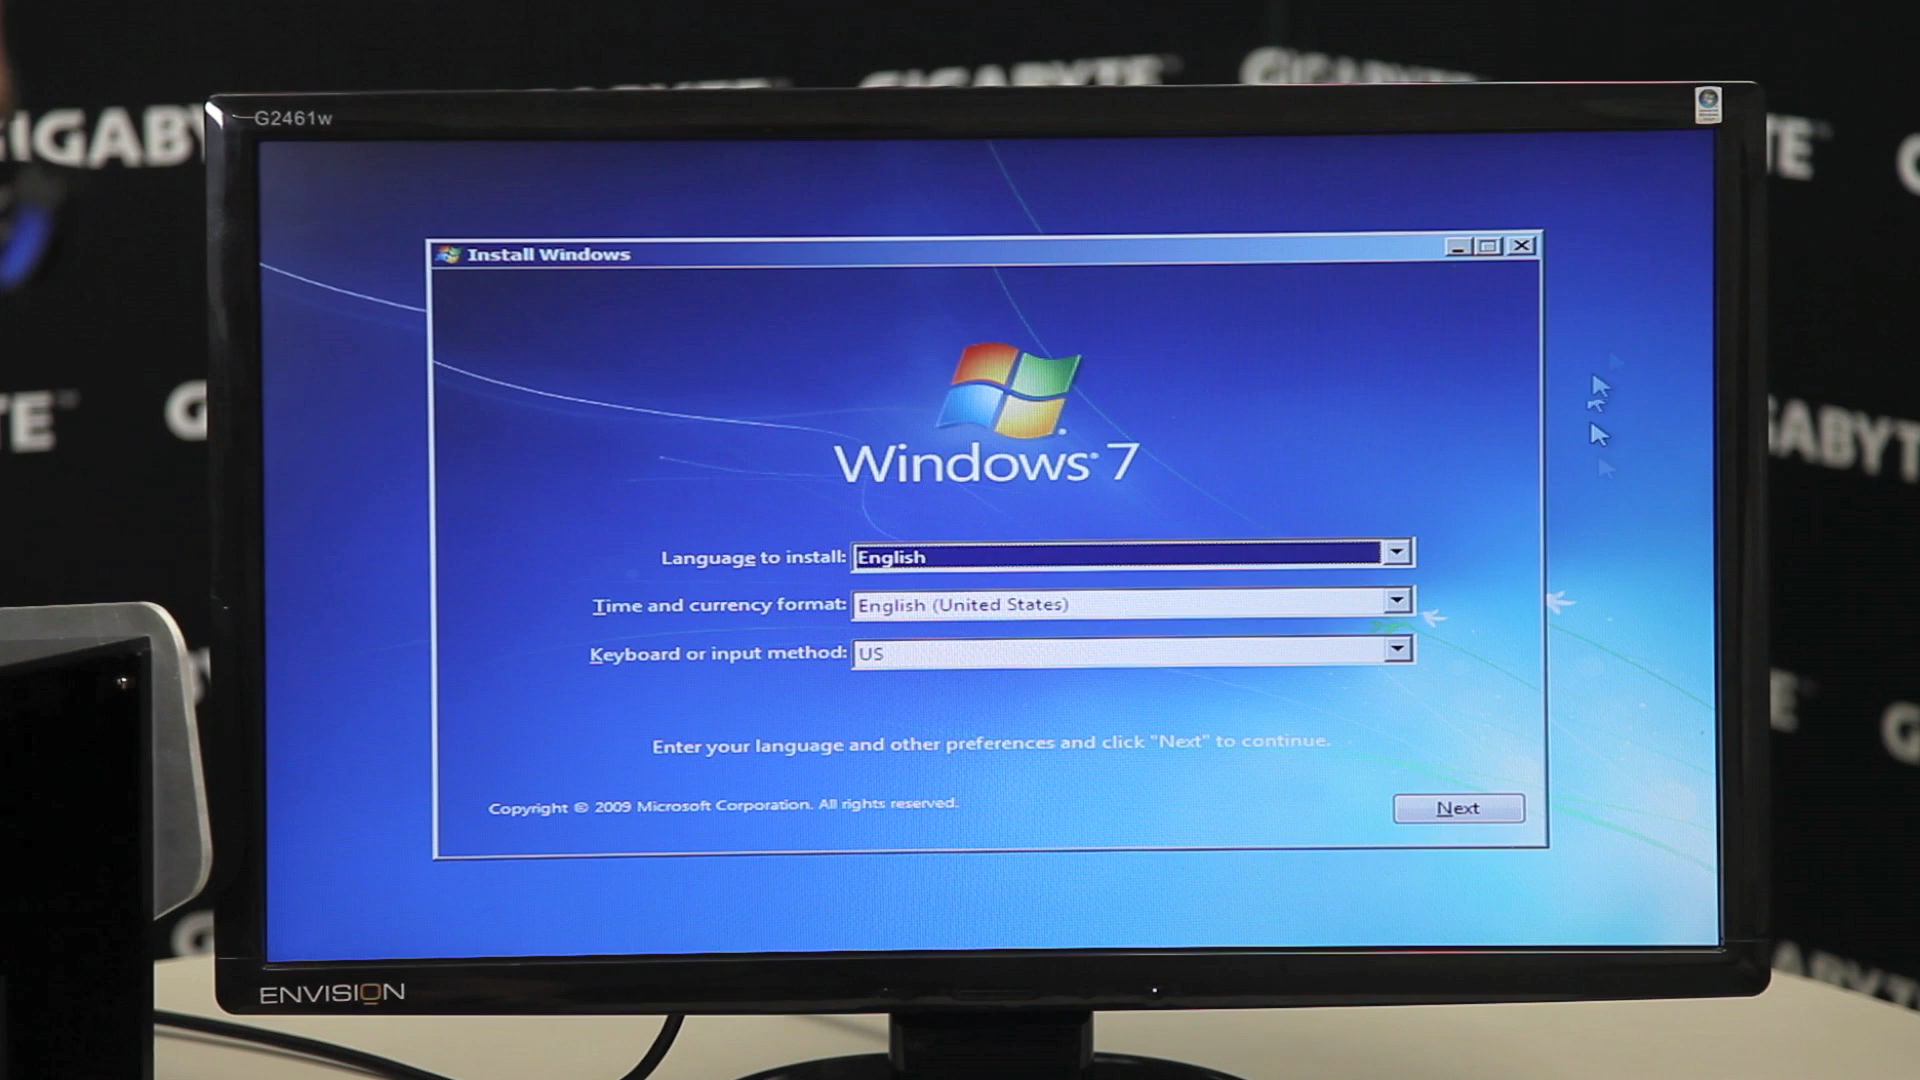 GIGABYTE
GIGABYTE
G2461w
Install Windows
Windows 7
Language to install: English
Time and currency format: English (United States)
Keyboard or input method: US
Enter your language and other preferences and click "Next" to continue.
Copyright © 2009 Microsoft Corporation. All rights reserved.
Next
ENVISION